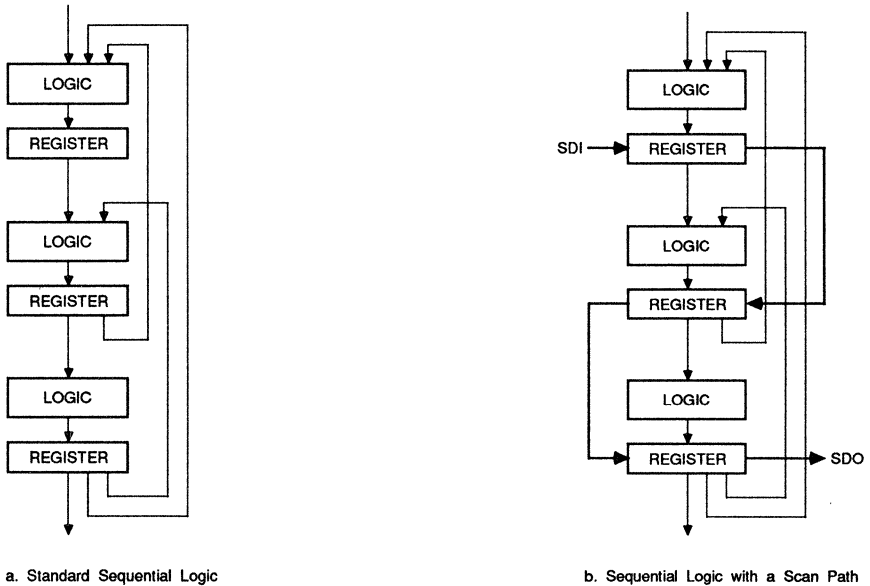 LOGIC
REGISTER
LOGIC
REGISTER
LOGIC
REGISTER
a. Standard Sequential Logic
LOGIC
SDI
REGISTER
LOGIC
REGISTER
LOGIC
REGISTER
SDO
b. Sequential Logic with a Scan Path